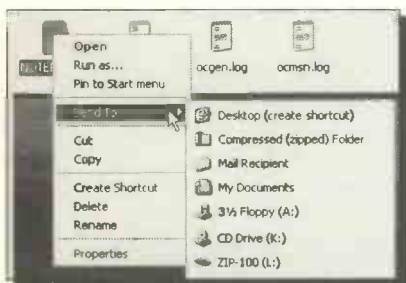 ocgen.log
ocmsn.log
Open
Run as...
Pin to Start menu
Send To
Cut
Copy
Create Shortcut
Delete
Rename
Properties
Desktop (create shortcut)
Compressed (zipped) Folder
Mail Recipient
My Documents
3½ Floppy (A:)
CD Drive (K:)
ZIP-100 (L:)